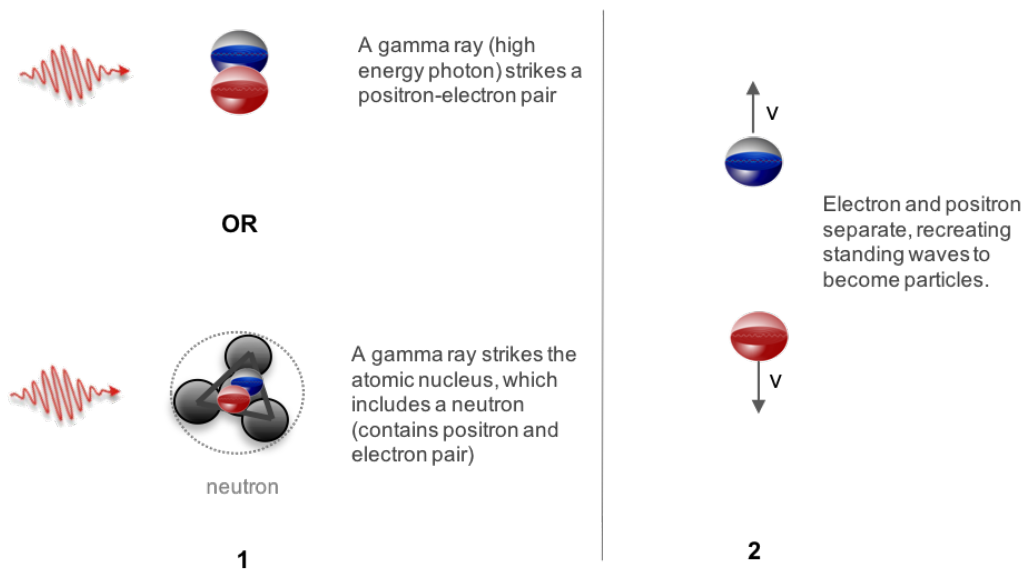 A gamma ray (high
energy photon) strikes a
positron-electron pair
OR
A gamma ray strikes the
atomic nucleus, which
includes a neutron
(contains positron and
electron pair)
neutron
1
v
Electron and positron
separate, recreating
standing waves to
become particles.
v
2